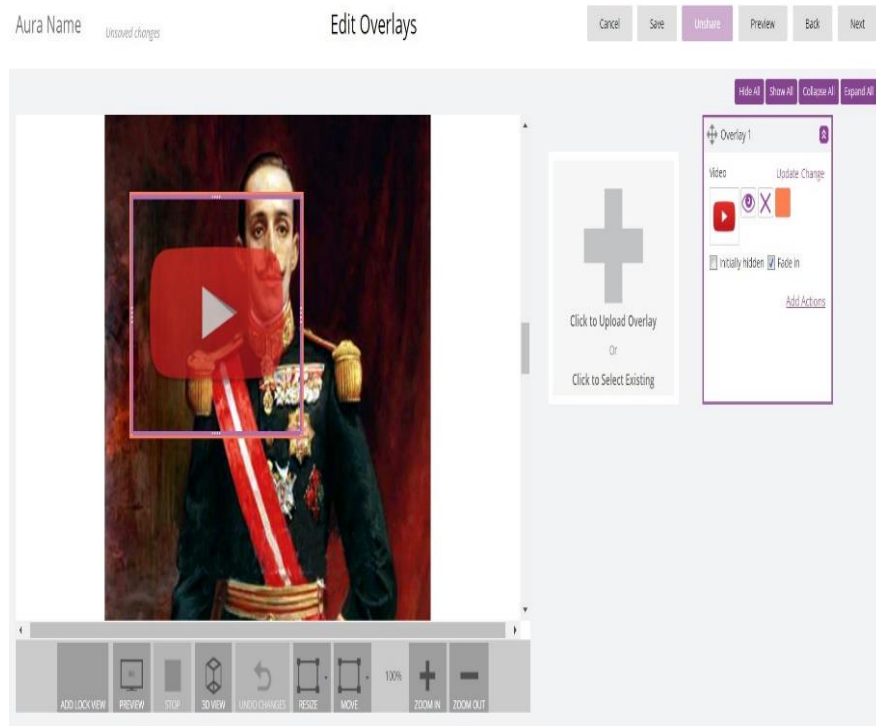 Aura Name
Unsaved changes
Edit Overlays
Cancel
Save
Unshare
Preview
Back
Next
Hide All
Show All
Collapse All
Expand All
Overlay 1
Video
Update Change
Initially hidden
Fade in
Add Actions
Click to Upload Overlay
Or
Click to Select Existing
ADD LOCK VIEW
PREVIEW
STOP
3D VIEW
UNDO CHANGES
RESIZE
MOVE
100%
ZOOM IN
ZOOM OUT